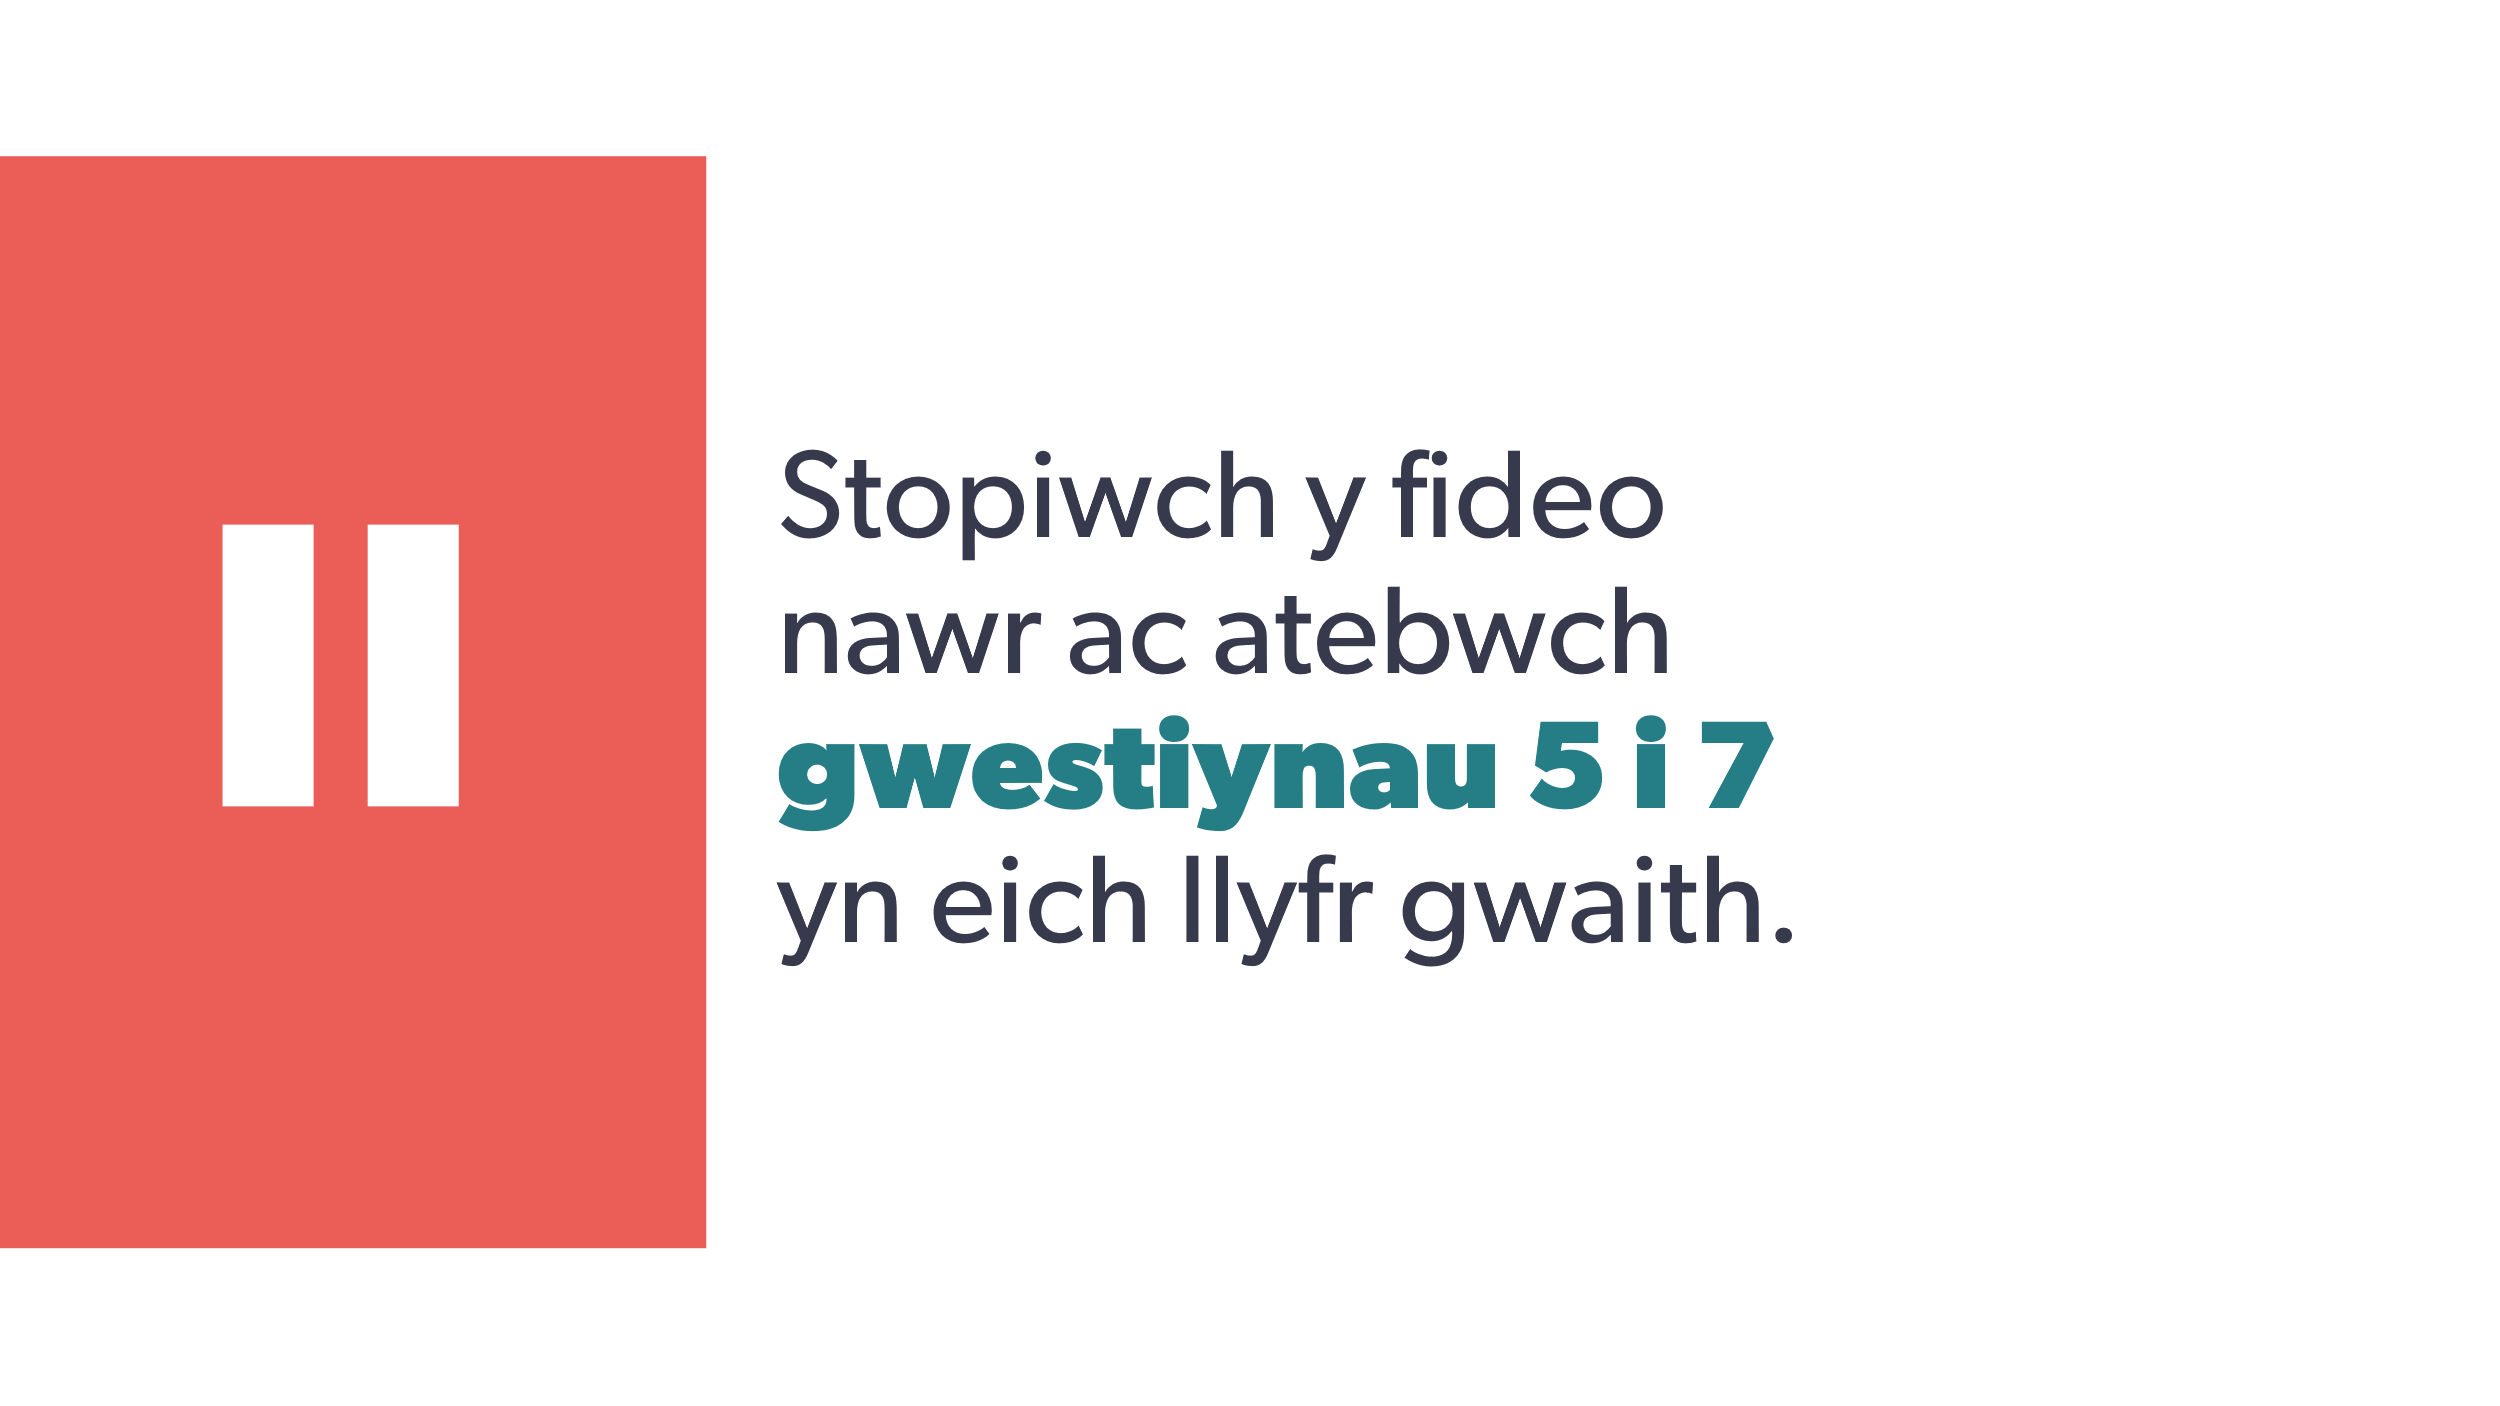 Stopiwch y fideo
nawr ac atebwch
gwestiynau 5 i 7
yn eich llyfr gwaith.